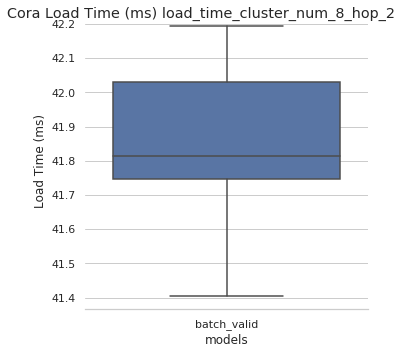 Cora Load Time (ms) load_time_cluster_num_8_hop_2
42.2
42.1
42.0
41.9
41.8
41.7
41.6
41.5
41.4
Load Time (ms)
batch_valid
models